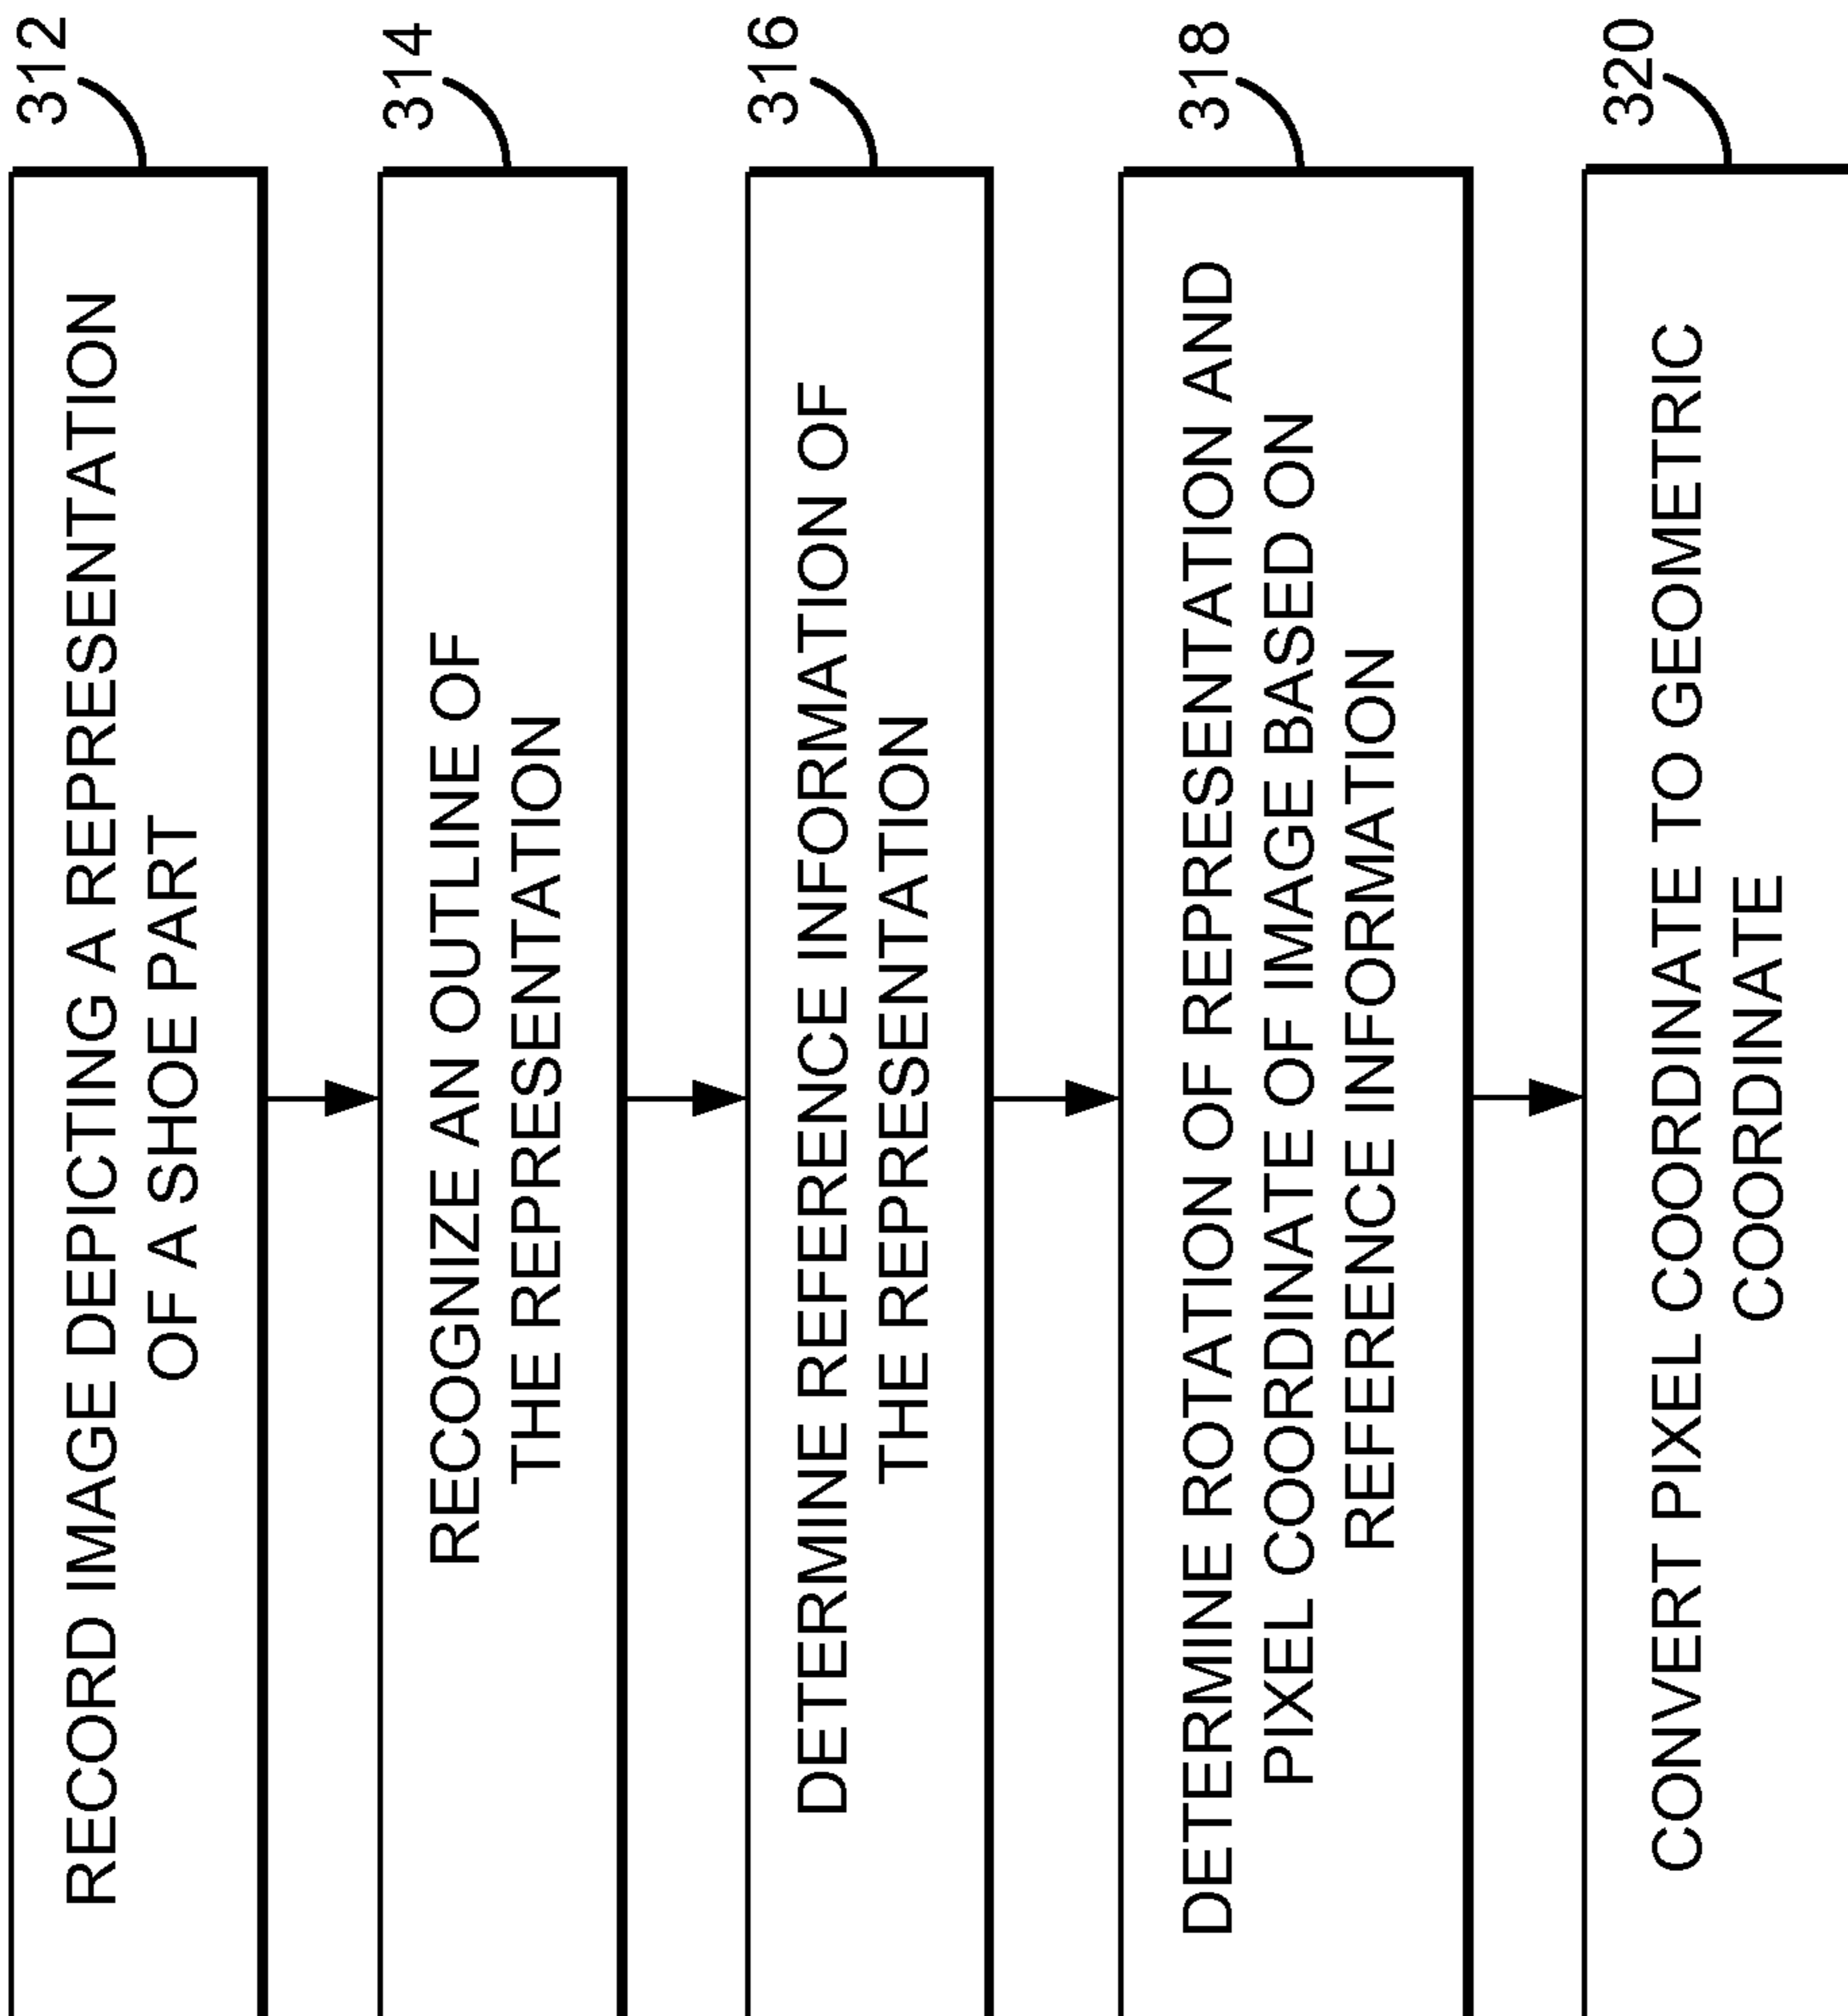 312
RECORD IMAGE DEPICTING A REPRESENTATION
OF A SHOE PART
314
RECOGNIZE AN OUTLINE OF
THE REPRESENTATION
316
DETERMINE REFERENCE INFORMATION OF
THE REPRESENTATION
318
DETERMINE ROTATION OF REPRESENTATION AND
PIXEL COORDINATE OF IMAGE BASED ON
REFERENCE INFORMATION
320
CONVERT PIXEL COORDINATE TO GEOMETRIC
COORDINATE